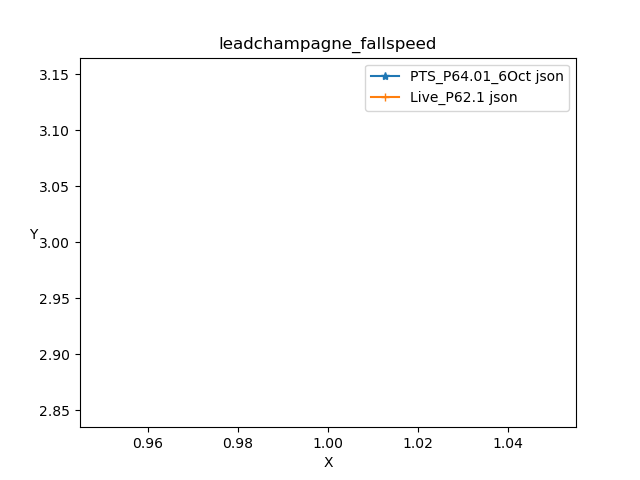 leadchampagne_fallspeed
PTS_P64.01_6Oct json
Live_P62.1 json
3.15
3.10
3.05
3.00
2.95
2.90
2.85
Y
0.96 0.98 1.00 1.02 1.04
X